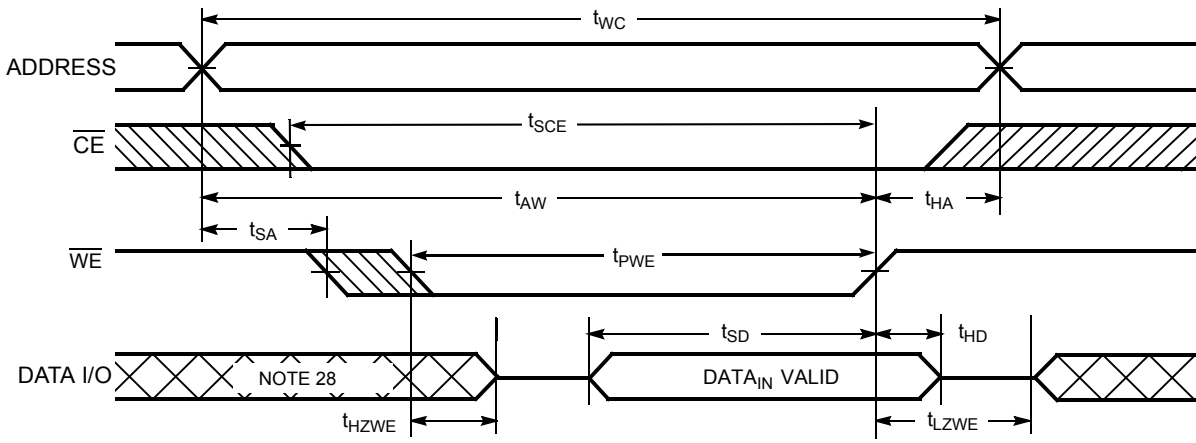 tWC
ADDRESS
tSCE
CE
tAW
tHA
tSA
WE
tPWE
tSD
tHD
DATA I/O
NOTE 28
DATAIN VALID
tHZWE
tLZWE